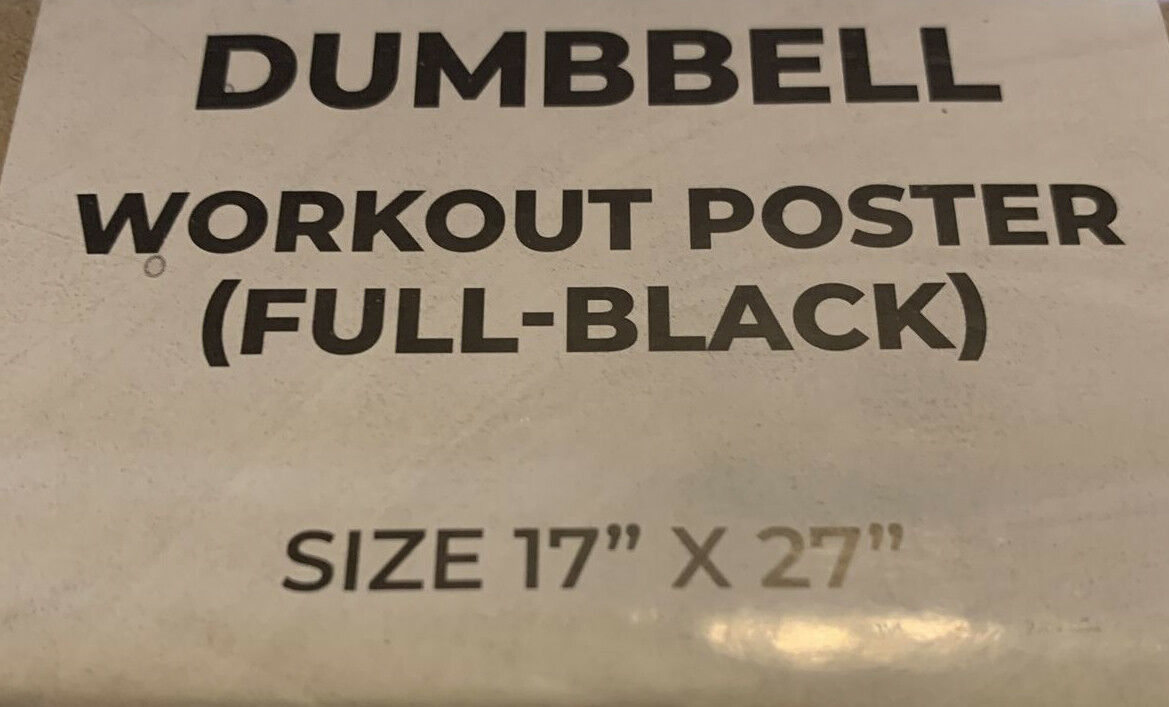 DUMBBELL
WORKOUT POSTER
(FULL-BLACK)
SIZE 17” X 27”